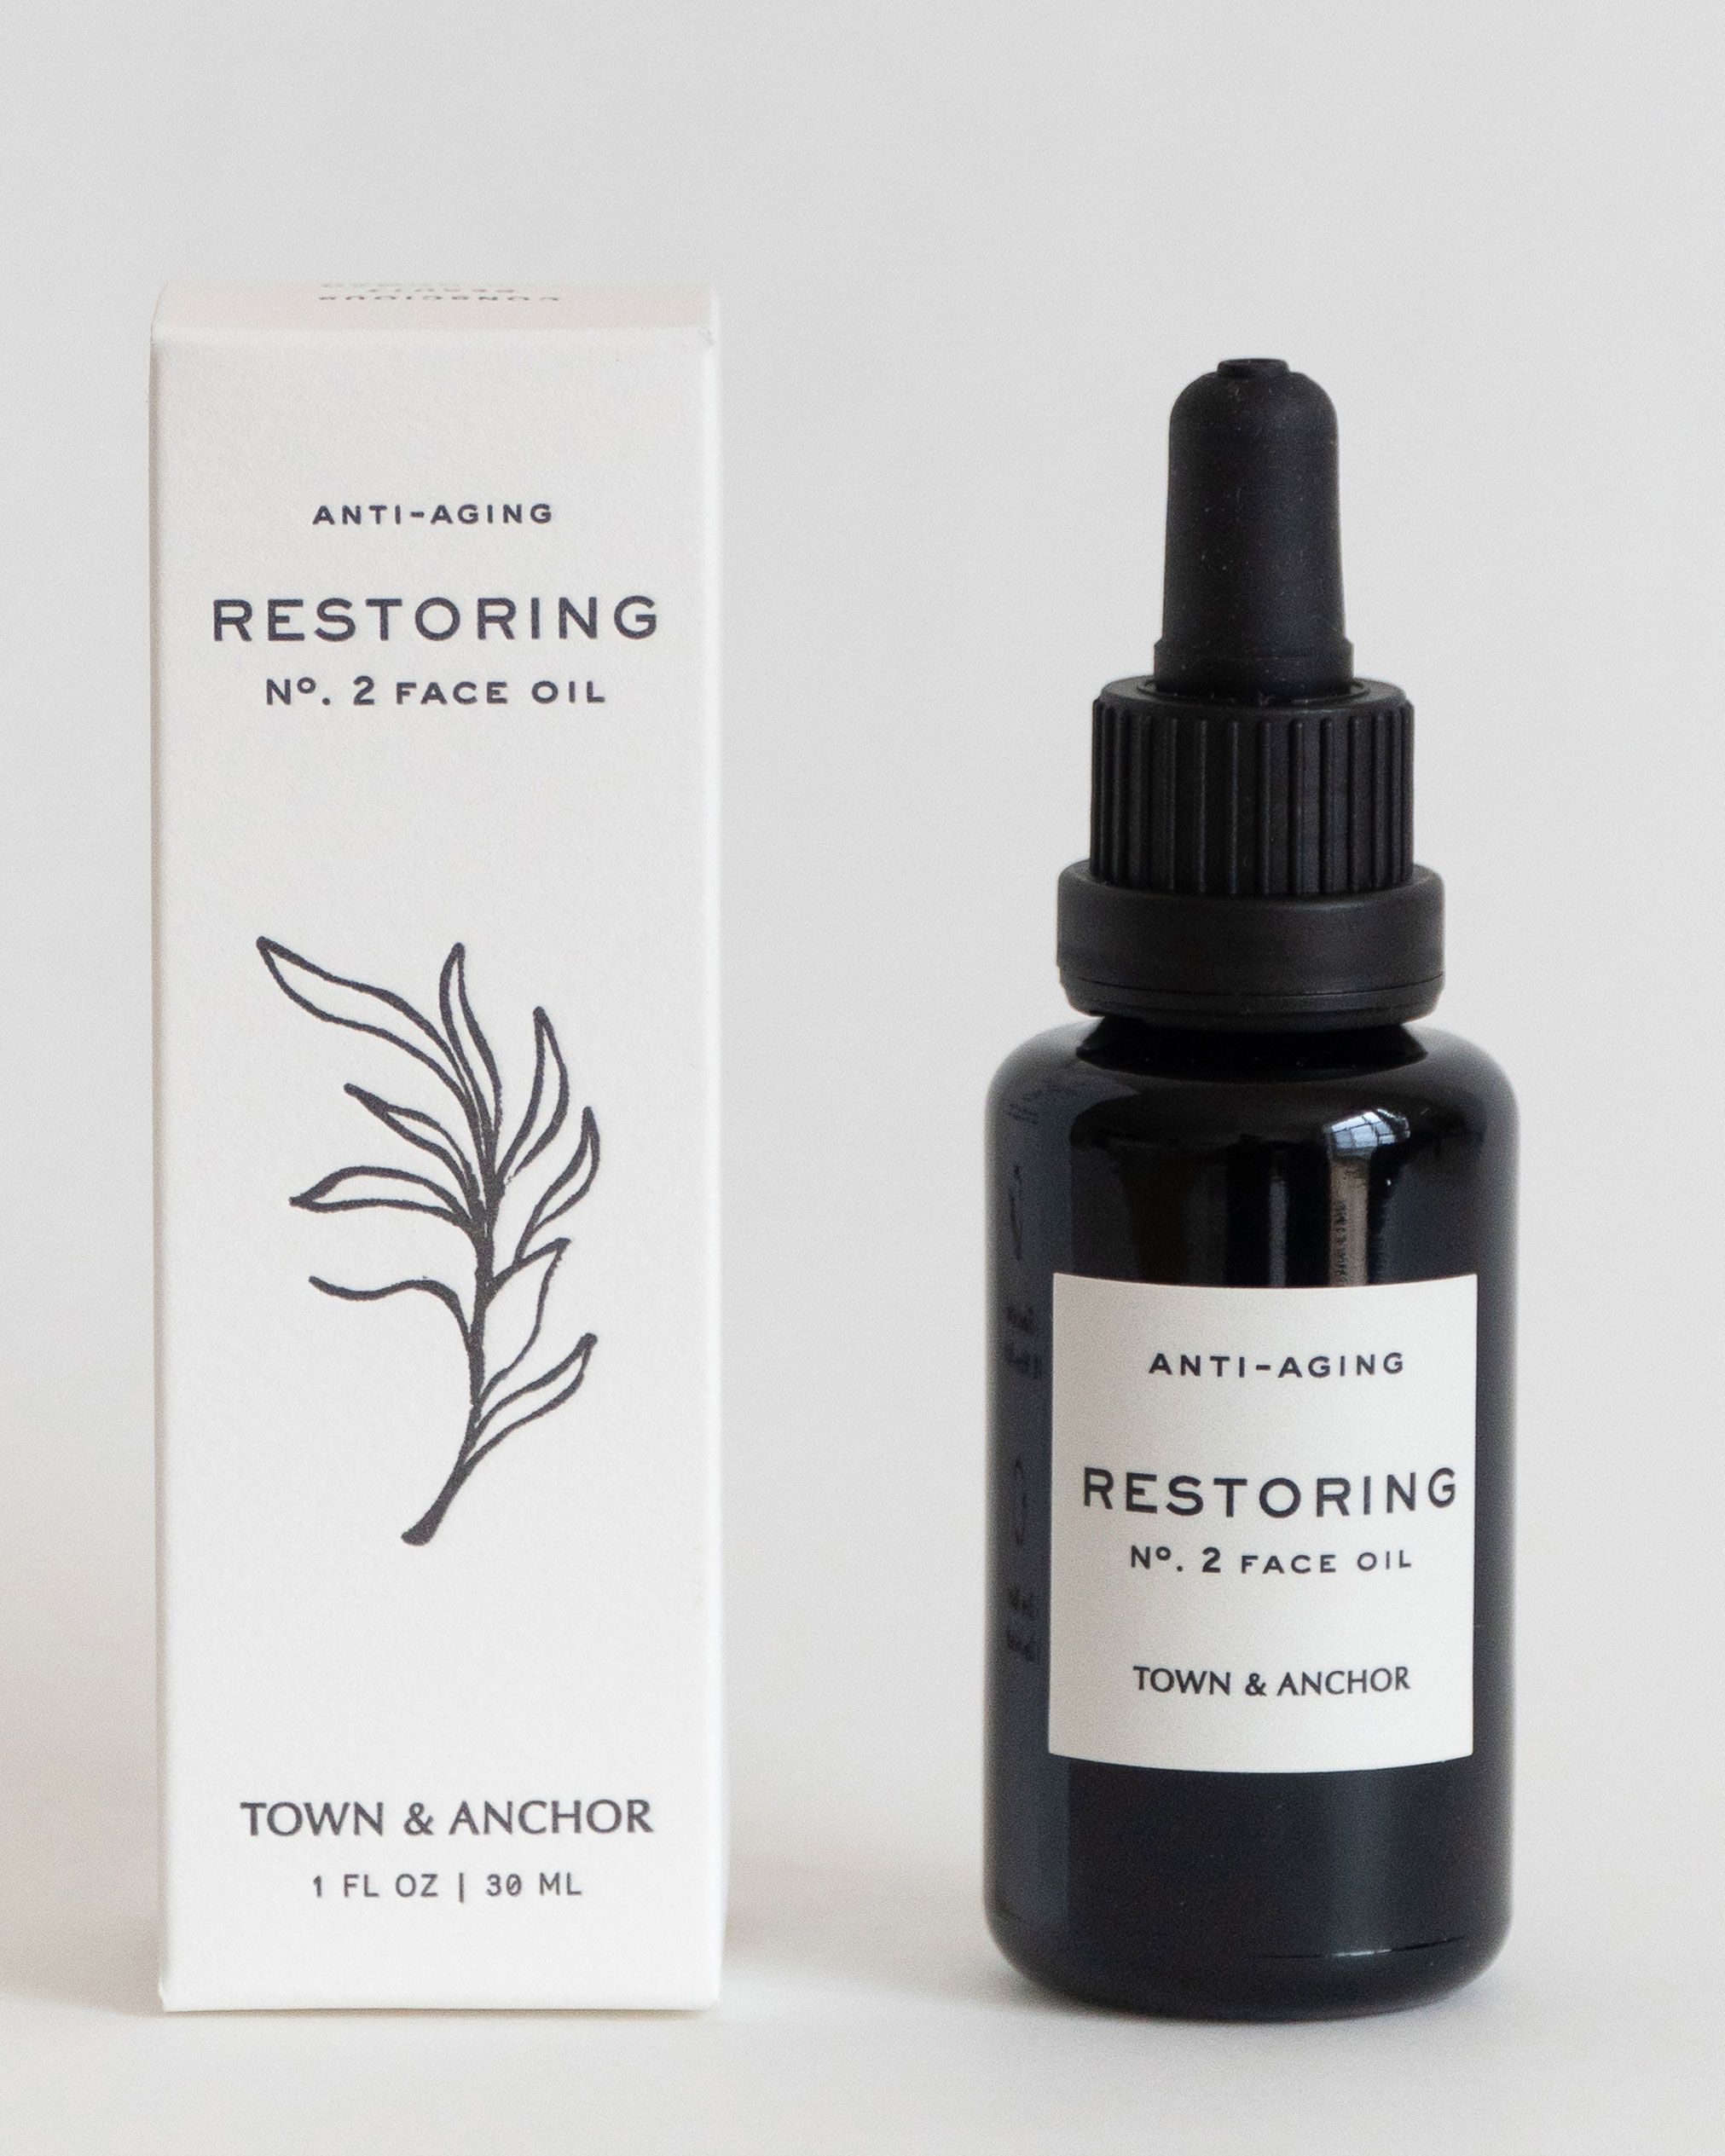 ANTI-AGING
RESTORING
Nº. 2 FACE OIL
TOWN & ANCHOR
1 FL OZ | 30 ML
ANTI-AGING
RESTORING
Nº. 2 FACE OIL
TOWN & ANCHOR